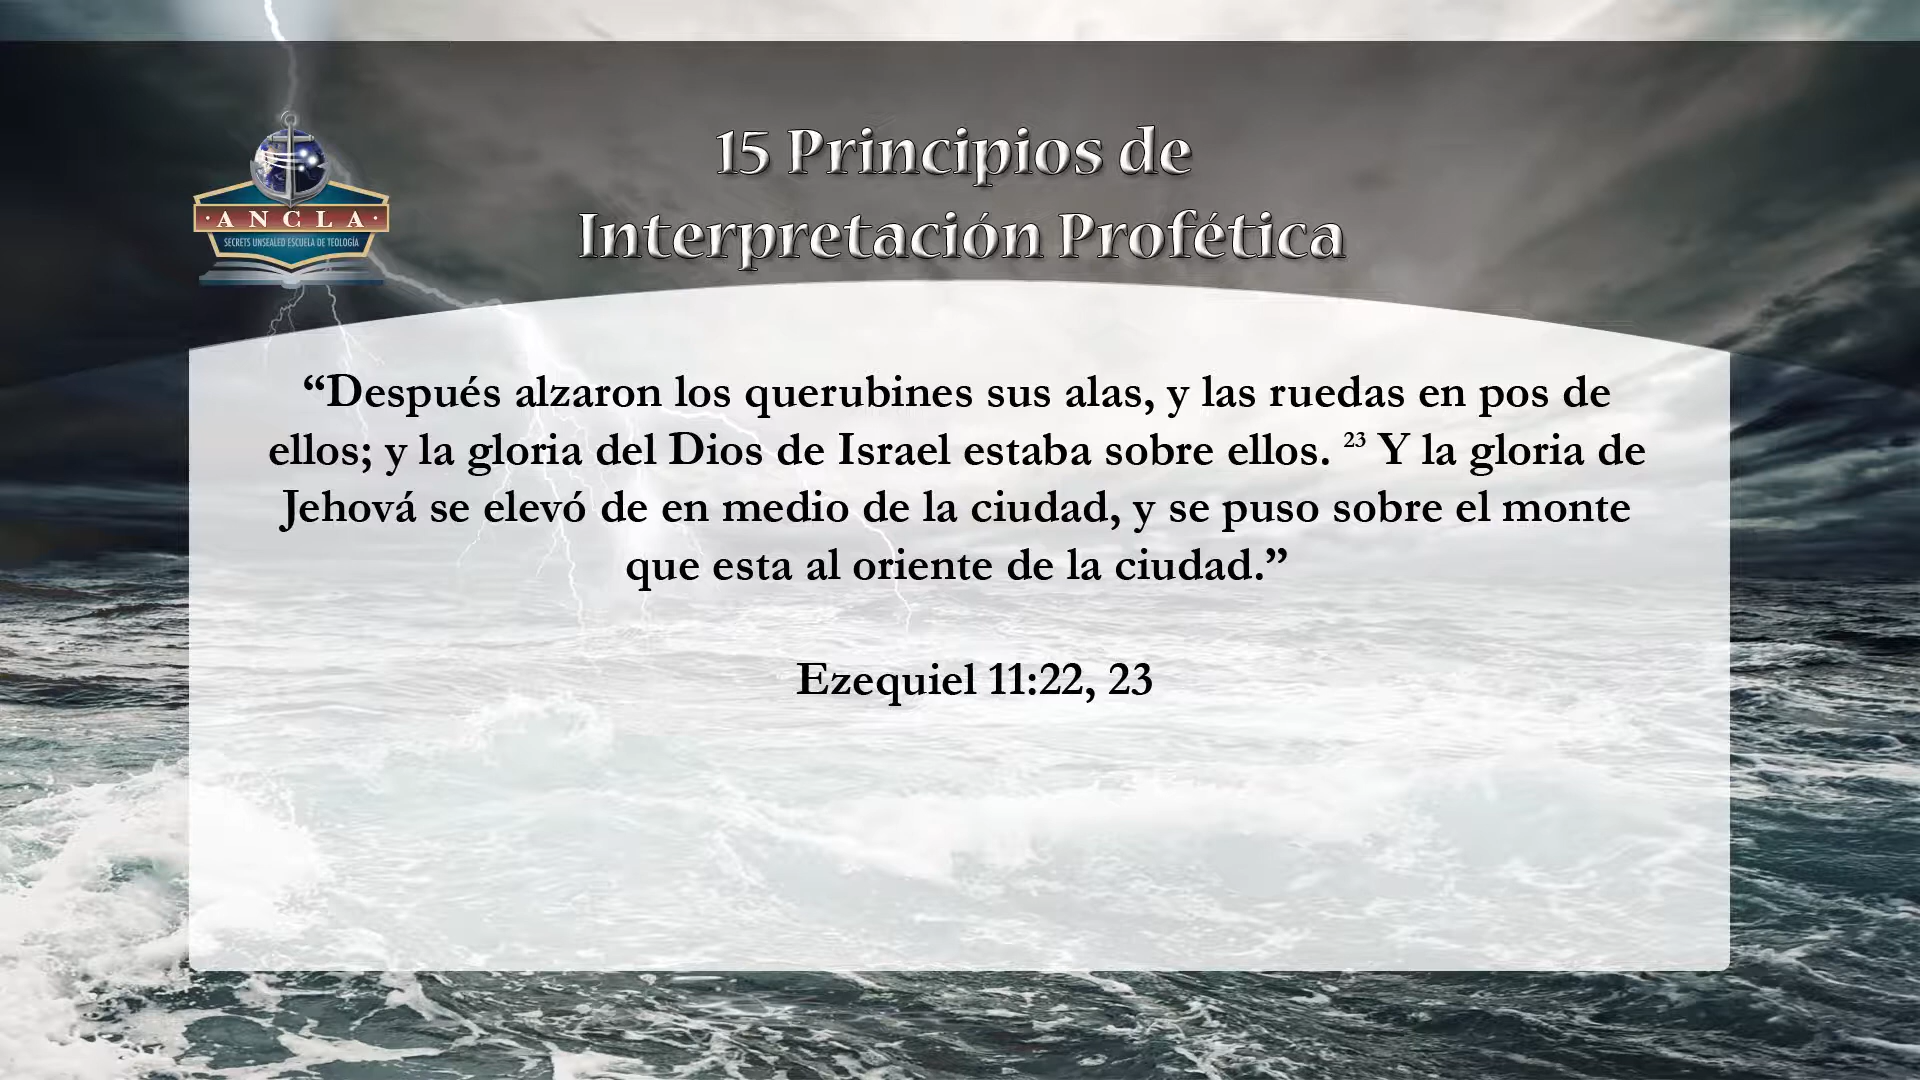 15 Principios de
Interpretación Profética
· A N C L A ·
SECRETS UNSEALED ESCUELA DE TEOLOGÍA
“Después alzaron los querubines sus alas, y las ruedas en pos de
ellos; y la gloria del Dios de Israel estaba sobre ellos. ²³ Y la gloria de
Jehová se elevó de en medio de la ciudad, y se puso sobre el monte
que esta al oriente de la ciudad.”
Ezequiel 11:22, 23